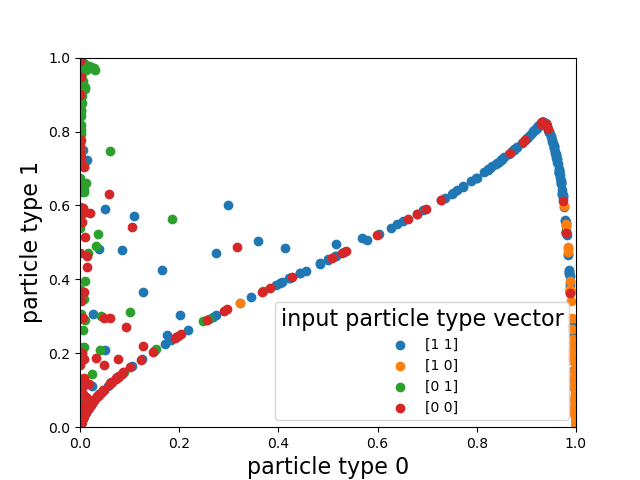 1.0
0.8
0.6
0.4
0.2
0.0
particle type 1
input particle type vector
[1 1]
[1 0]
[0 1]
[0 0]
0.0 0.2 0.4 0.6 0.8 1.0
particle type 0